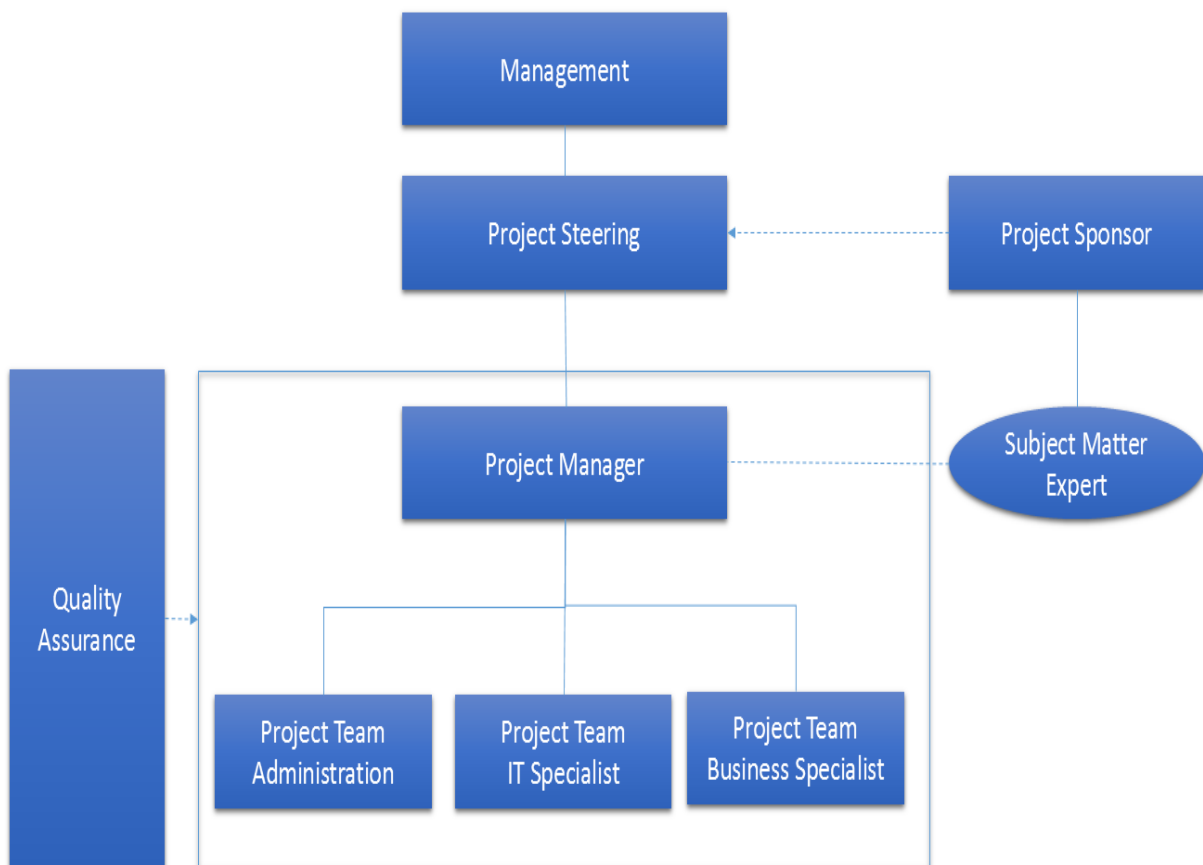 Management
Project Steering
Project Sponsor
Project Manager
Subject Matter
Expert
Quality
Assurance
Project Team
Administration
Project Team
IT Specialist
Project Team
Business Specialist